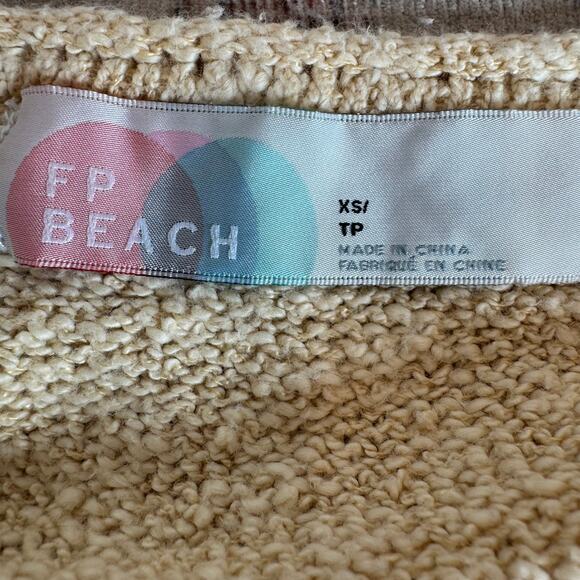 FP
BEACH
XS/
TP
MADE IN CHINA
FABRIQUÉ EN CHINE